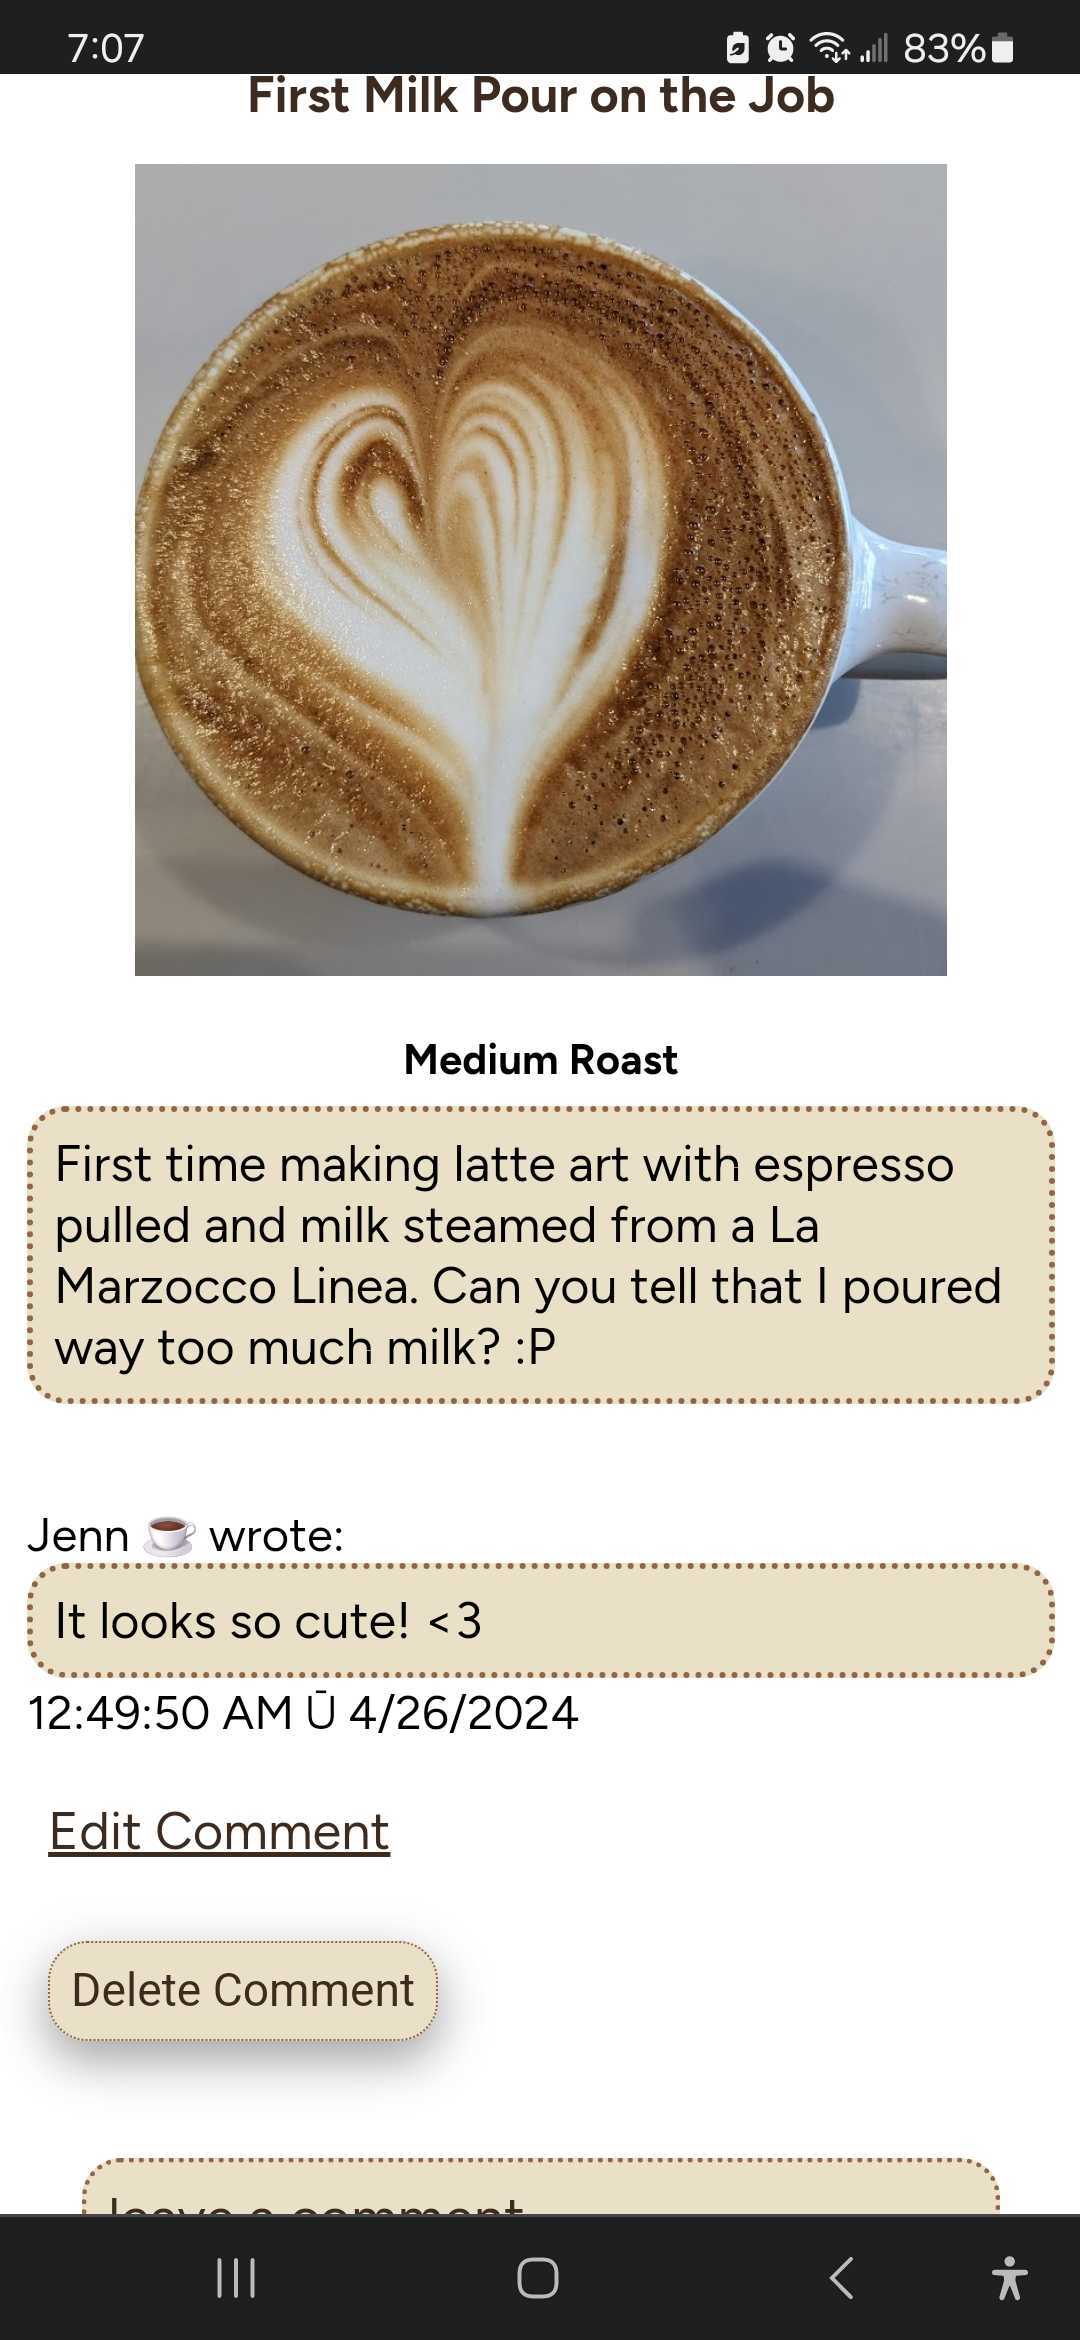 7:07
83%
First Milk Pour on the Job
Medium Roast
First time making latte art with espresso
pulled and milk steamed from a La
Marzocco Linea. Can you tell that I poured
way too much milk? :P
Jenn ☕ wrote:
It looks so cute! <3
12:49:50 AM Ū 4/26/2024
Edit Comment
Delete Comment
leave a comment